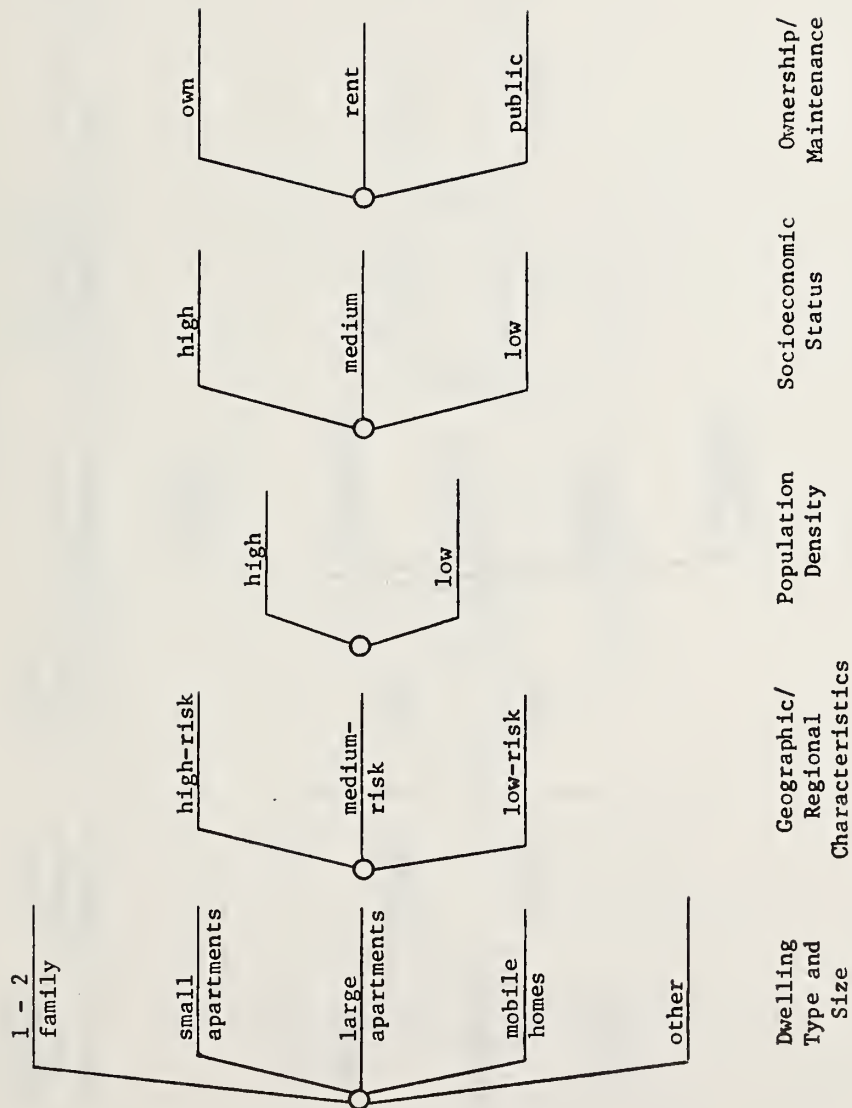 1 - 2
family
small
apartments
large
apartments
mobile
homes
other
Dwelling
Type and
Size
high-risk
medium-
risk
low-risk
Geographic/
Regional
Characteristics
high
low
Population
Density
high
medium
low
Socioeconomic
Status
own
rent
public
Ownership/
Maintenance